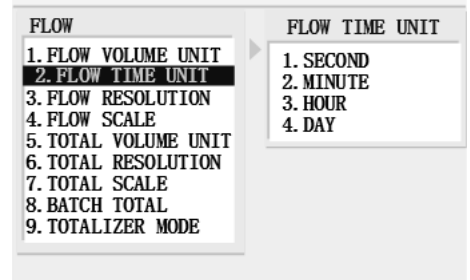 FLOW
1. FLOW VOLUME UNIT
2. FLOW TIME UNIT
3. FLOW RESOLUTION
4. FLOW SCALE
5. TOTAL VOLUME UNIT
6. TOTAL RESOLUTION
7. TOTAL SCALE
8. BATCH TOTAL
9. TOTALIZER MODE
FLOW TIME UNIT
1. SECOND
2. MINUTE
3. HOUR
4. DAY